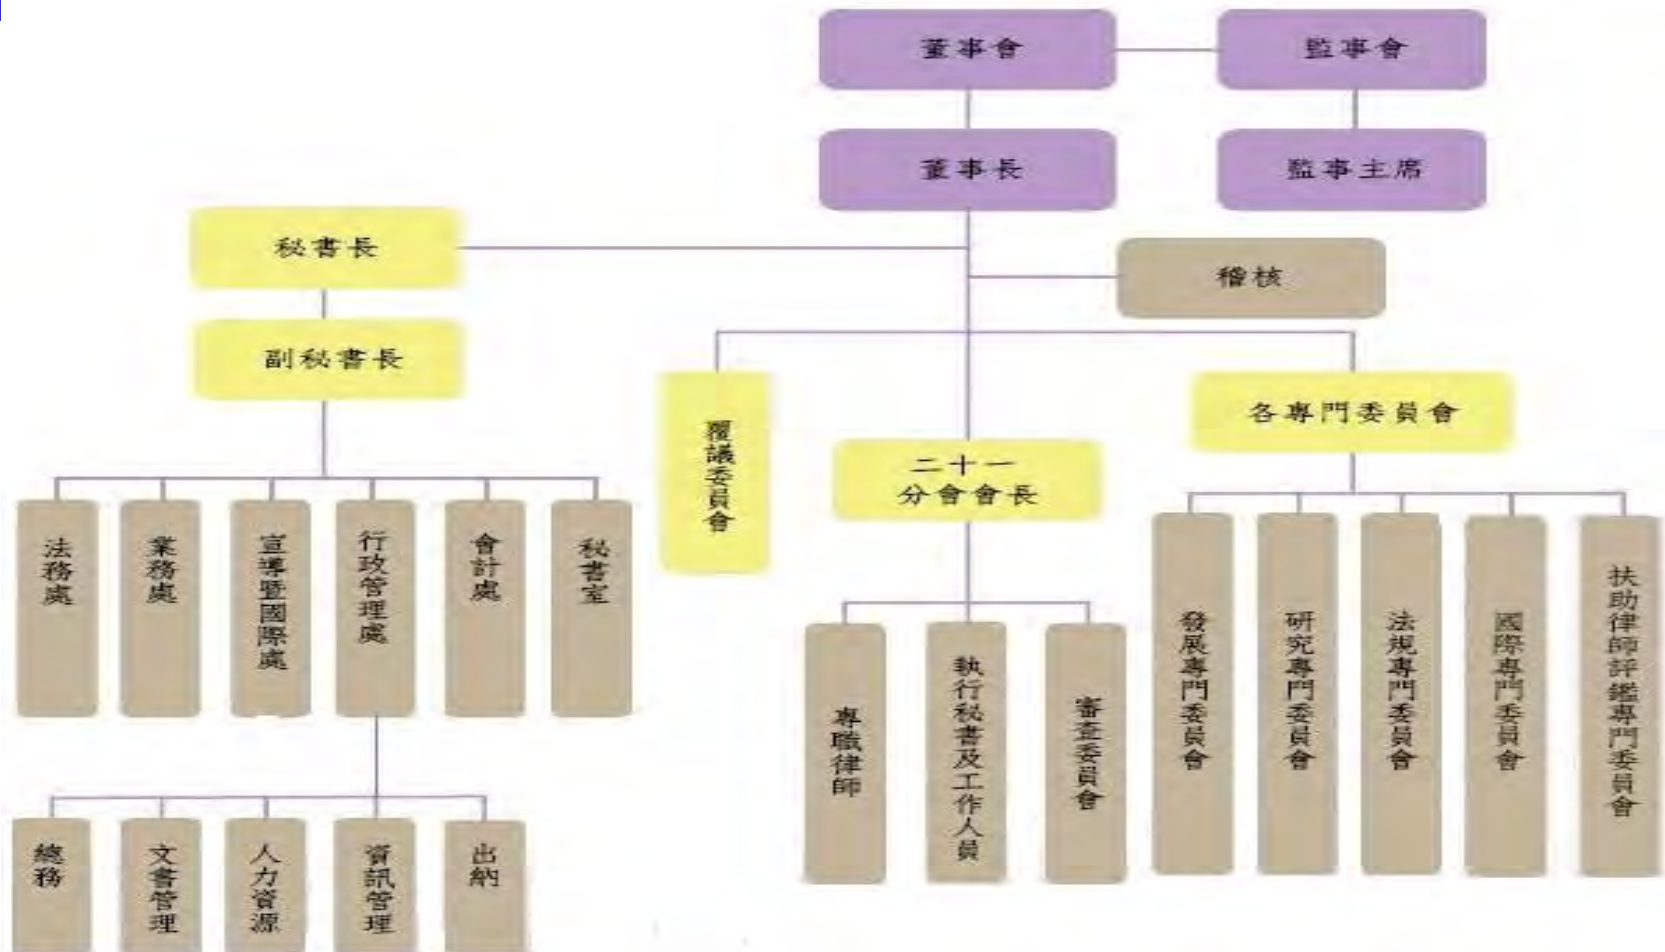 董事會
監事會
董事長
監事主席
秘書長
稽核
副秘書長
覆議委員會
各專門委員會
二十一
分會會長
法務處
業務處
宣導暨國際處
行政管理處
會計處
秘書室
專職律師
執行秘書及工作人員
審查委員會
發展專門委員會
研究專門委員會
法規專門委員會
國際專門委員會
扶助律師評鑑專門委員會
總務
文書管理
人力資源
資訊管理
出納